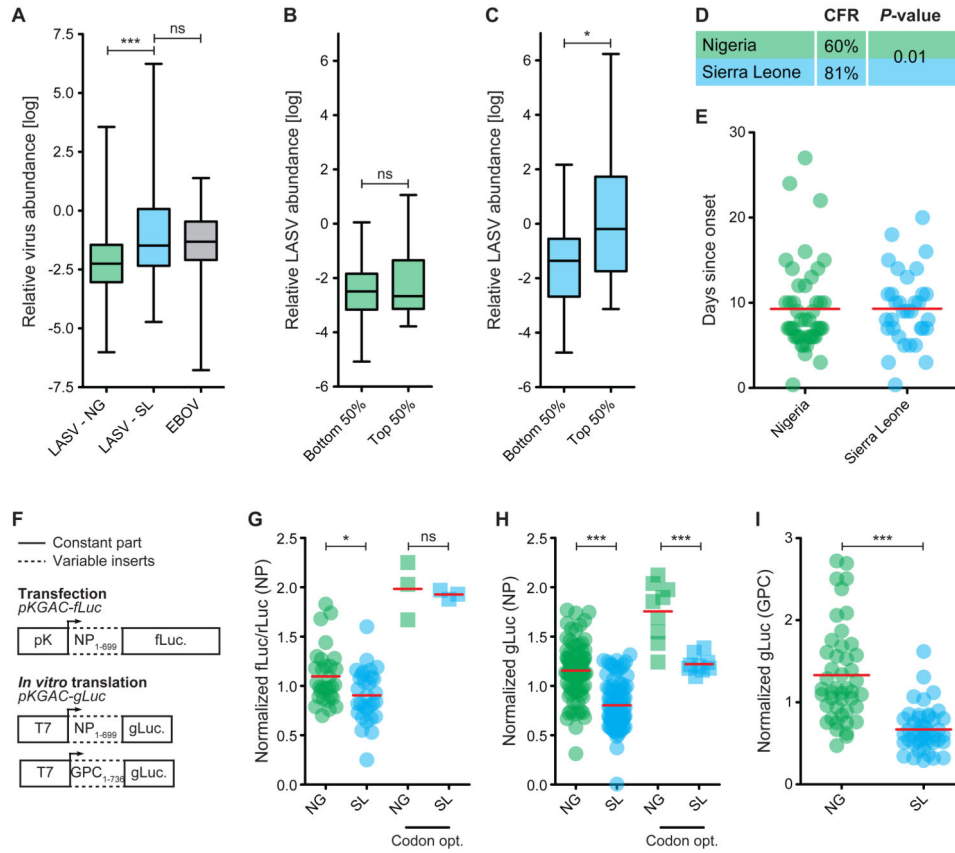 A
Relative virus abundance [log]
7.5
5.0
2.5
0.0
-2.5
-5.0
-7.5
***
ns
LASV - NG
LASV - SL
EBOV
B
Relative LASV abundance [log]
6
4
2
0
-2
-4
-6
ns
Bottom 50%
Top 50%
C
Relative LASV abundance [log]
6
4
2
0
-2
-4
-6
*
Bottom 50%
Top 50%
D
CFR P-value
Nigeria 60% 0.01
Sierra Leone 81%
E
Days since onset
30
20
10
0
Nigeria
Sierra Leone
F
Constant part
Variable inserts
Transfection
pKGAC-fLuc
pK NP1-699 fLuc.
In vitro translation
pKGAC-gLuc
T7 NP1-699 gLuc.
T7 GPC1-736 gLuc.
G
Normalized fLuc/rLuc (NP)
2.5
2.0
1.5
1.0
0.5
0.0
*
ns
NG
SL
NG
SL
Codon opt.
H
Normalized gLuc (NP)
2.5
2.0
1.5
1.0
0.5
0.0
***
***
NG
SL
NG
SL
Codon opt.
I
Normalized gLuc (GPC)
3
2
1
0
***
NG
SL